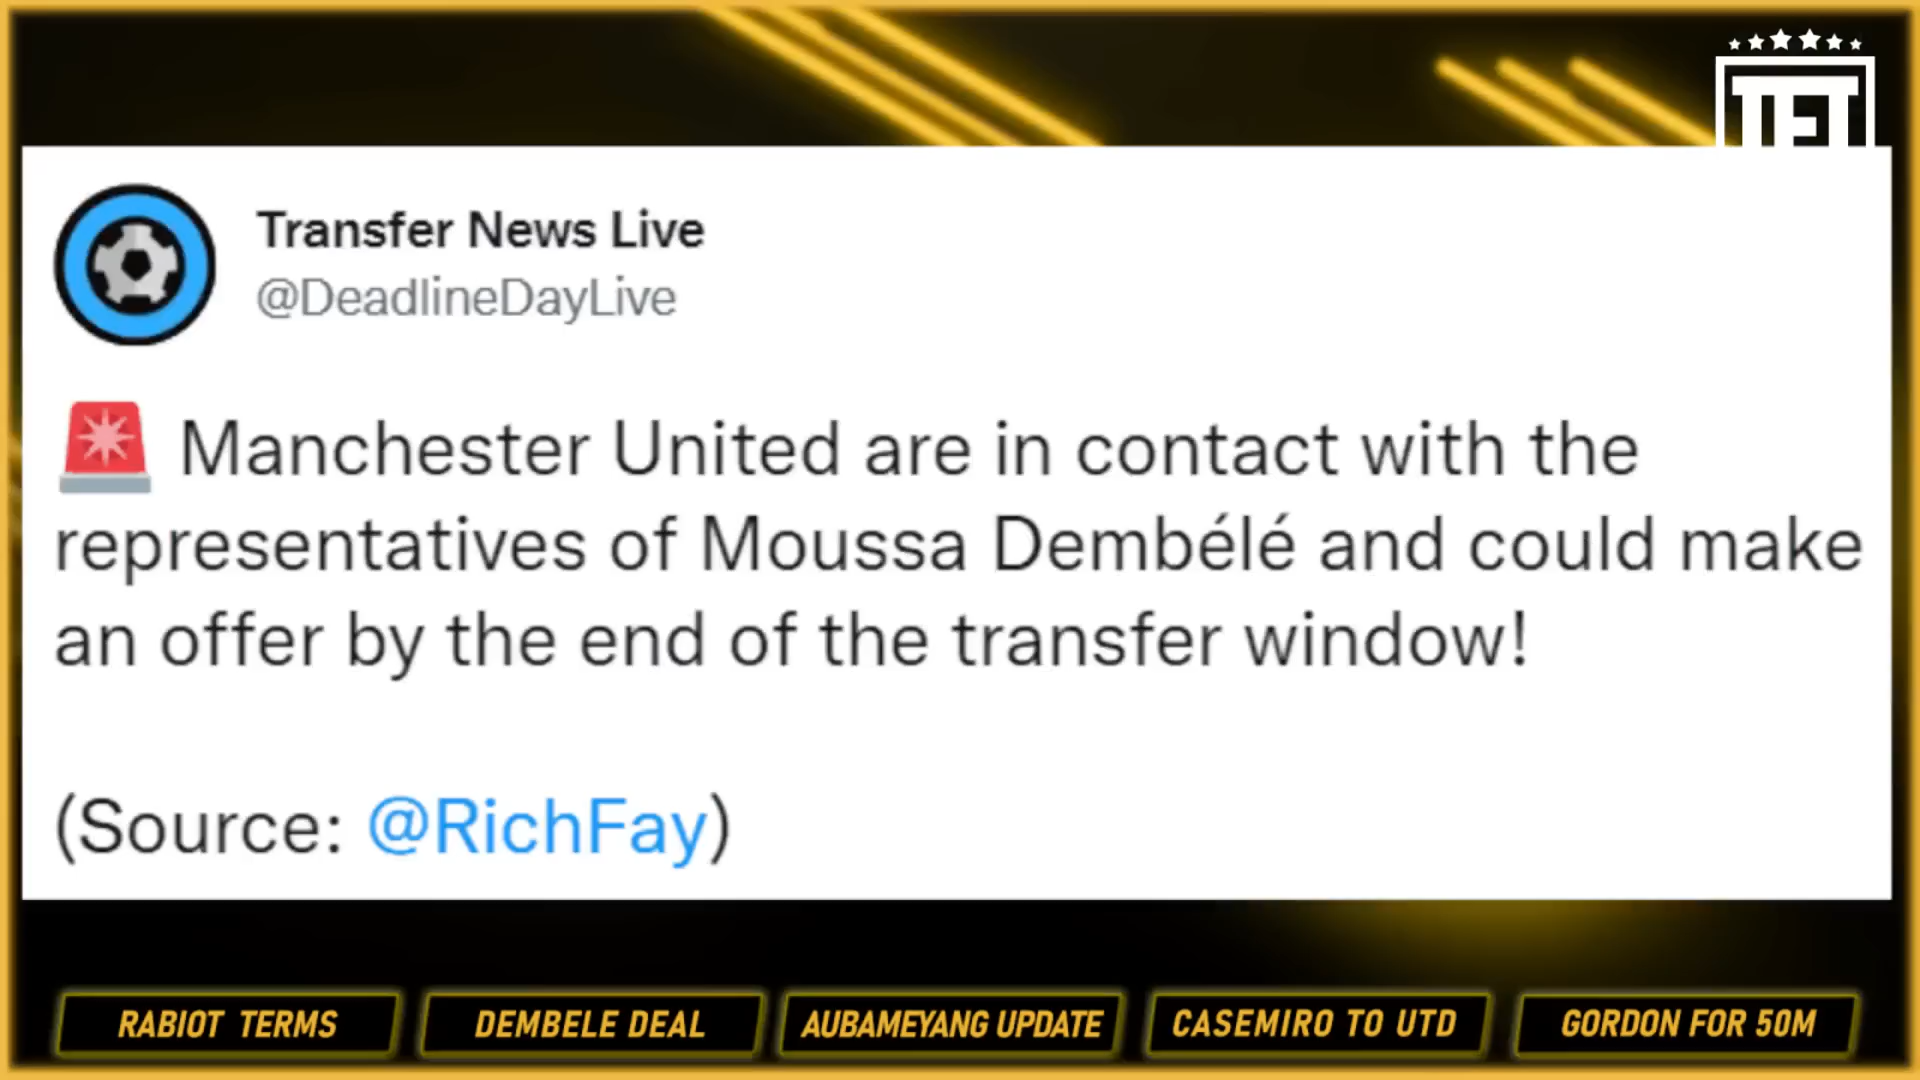 TET
Transfer News Live
@DeadlineDayLive
🚨 Manchester United are in contact with the
representatives of Moussa Dembélé and could make
an offer by the end of the transfer window!
(Source: @RichFay)
RABIOT TERMS
DEMBELE DEAL
AUBAMEYANG UPDATE
CASEMIRO TO UTD
GORDON FOR 50M